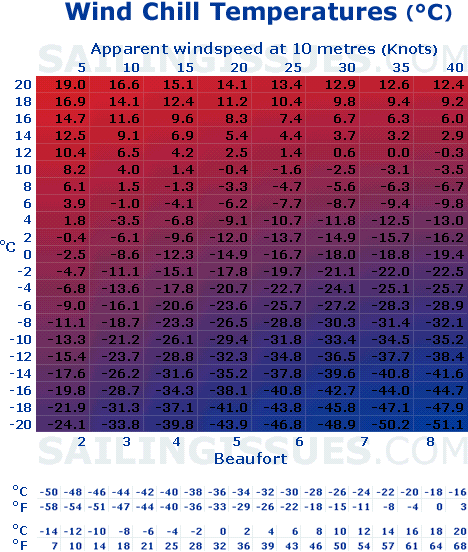 Wind Chill Temperatures (°C)
SAILINGISSUES.COM
Apparent windspeed at 10 metres (Knots)
5 10 15 20 25 30 35 40
20 19.0 16.6 15.1 14.1 13.4 12.9 12.6 12.4
18 16.9 14.1 12.4 11.2 10.4 9.8 9.4 9.2
16 14.7 11.6 9.6 8.3 7.4 6.7 6.3 6.0
14 12.5 9.1 6.9 5.4 4.4 3.7 3.2 2.9
12 10.4 6.5 4.2 2.5 1.4 0.6 0.0 -0.3
10 8.2 4.0 1.4 -0.4 -1.6 -2.5 -3.1 -3.5
8 6.1 1.5 -1.3 -3.3 -4.7 -5.6 -6.3 -6.7
6 3.9 -1.0 -4.1 -6.2 -7.7 -8.7 -9.4 -9.8
4 1.8 -3.5 -6.8 -9.1 -10.7 -11.8 -12.5 -13.0
2 -0.4 -6.1 -9.6 -12.0 -13.7 -14.9 -15.7 -16.2
°C
0 -2.5 -8.6 -12.3 -14.9 -16.7 -18.0 -18.8 -19.4
-2 -4.7 -11.1 -15.1 -17.8 -19.7 -21.1 -22.0 -22.5
-4 -6.8 -13.6 -17.8 -20.7 -22.7 -24.1 -25.1 -25.7
-6 -9.0 -16.1 -20.6 -23.6 -25.7 -27.2 -28.3 -28.9
-8 -11.1 -18.7 -23.3 -26.5 -28.8 -30.3 -31.4 -32.1
-10 -13.3 -21.2 -26.1 -29.4 -31.8 -33.4 -34.5 -35.2
-12 -15.4 -23.7 -28.8 -32.3 -34.8 -36.5 -37.7 -38.4
-14 -17.6 -26.2 -31.6 -35.2 -37.8 -39.6 -40.8 -41.6
-16 -19.8 -28.7 -34.3 -38.1 -40.8 -42.7 -44.0 -44.7
-18 -21.9 -31.3 -37.1 -41.0 -43.8 -45.8 -47.1 -47.9
-20 -24.1 -33.8 -39.8 -43.9 -46.8 -48.9 -50.2 -51.1
2 3 4 5 6 7 8
SAILINGISSUES.COM
Beaufort
°C -50 -48 -46 -44 -42 -40 -38 -36 -34 -32 -30 -28 -26 -24 -22 -20 -18 -16
°F -58 -54 -51 -47 -44 -40 -36 -33 -29 -26 -22 -18 -15 -11 -8 -4 0 3
°C -14 -12 -10 -8 -6 -4 -2 0 2 4 6 8 10 12 14 16 18 20
°F 7 10 14 18 21 25 28 32 36 39 43 46 50 54 57 61 64 68